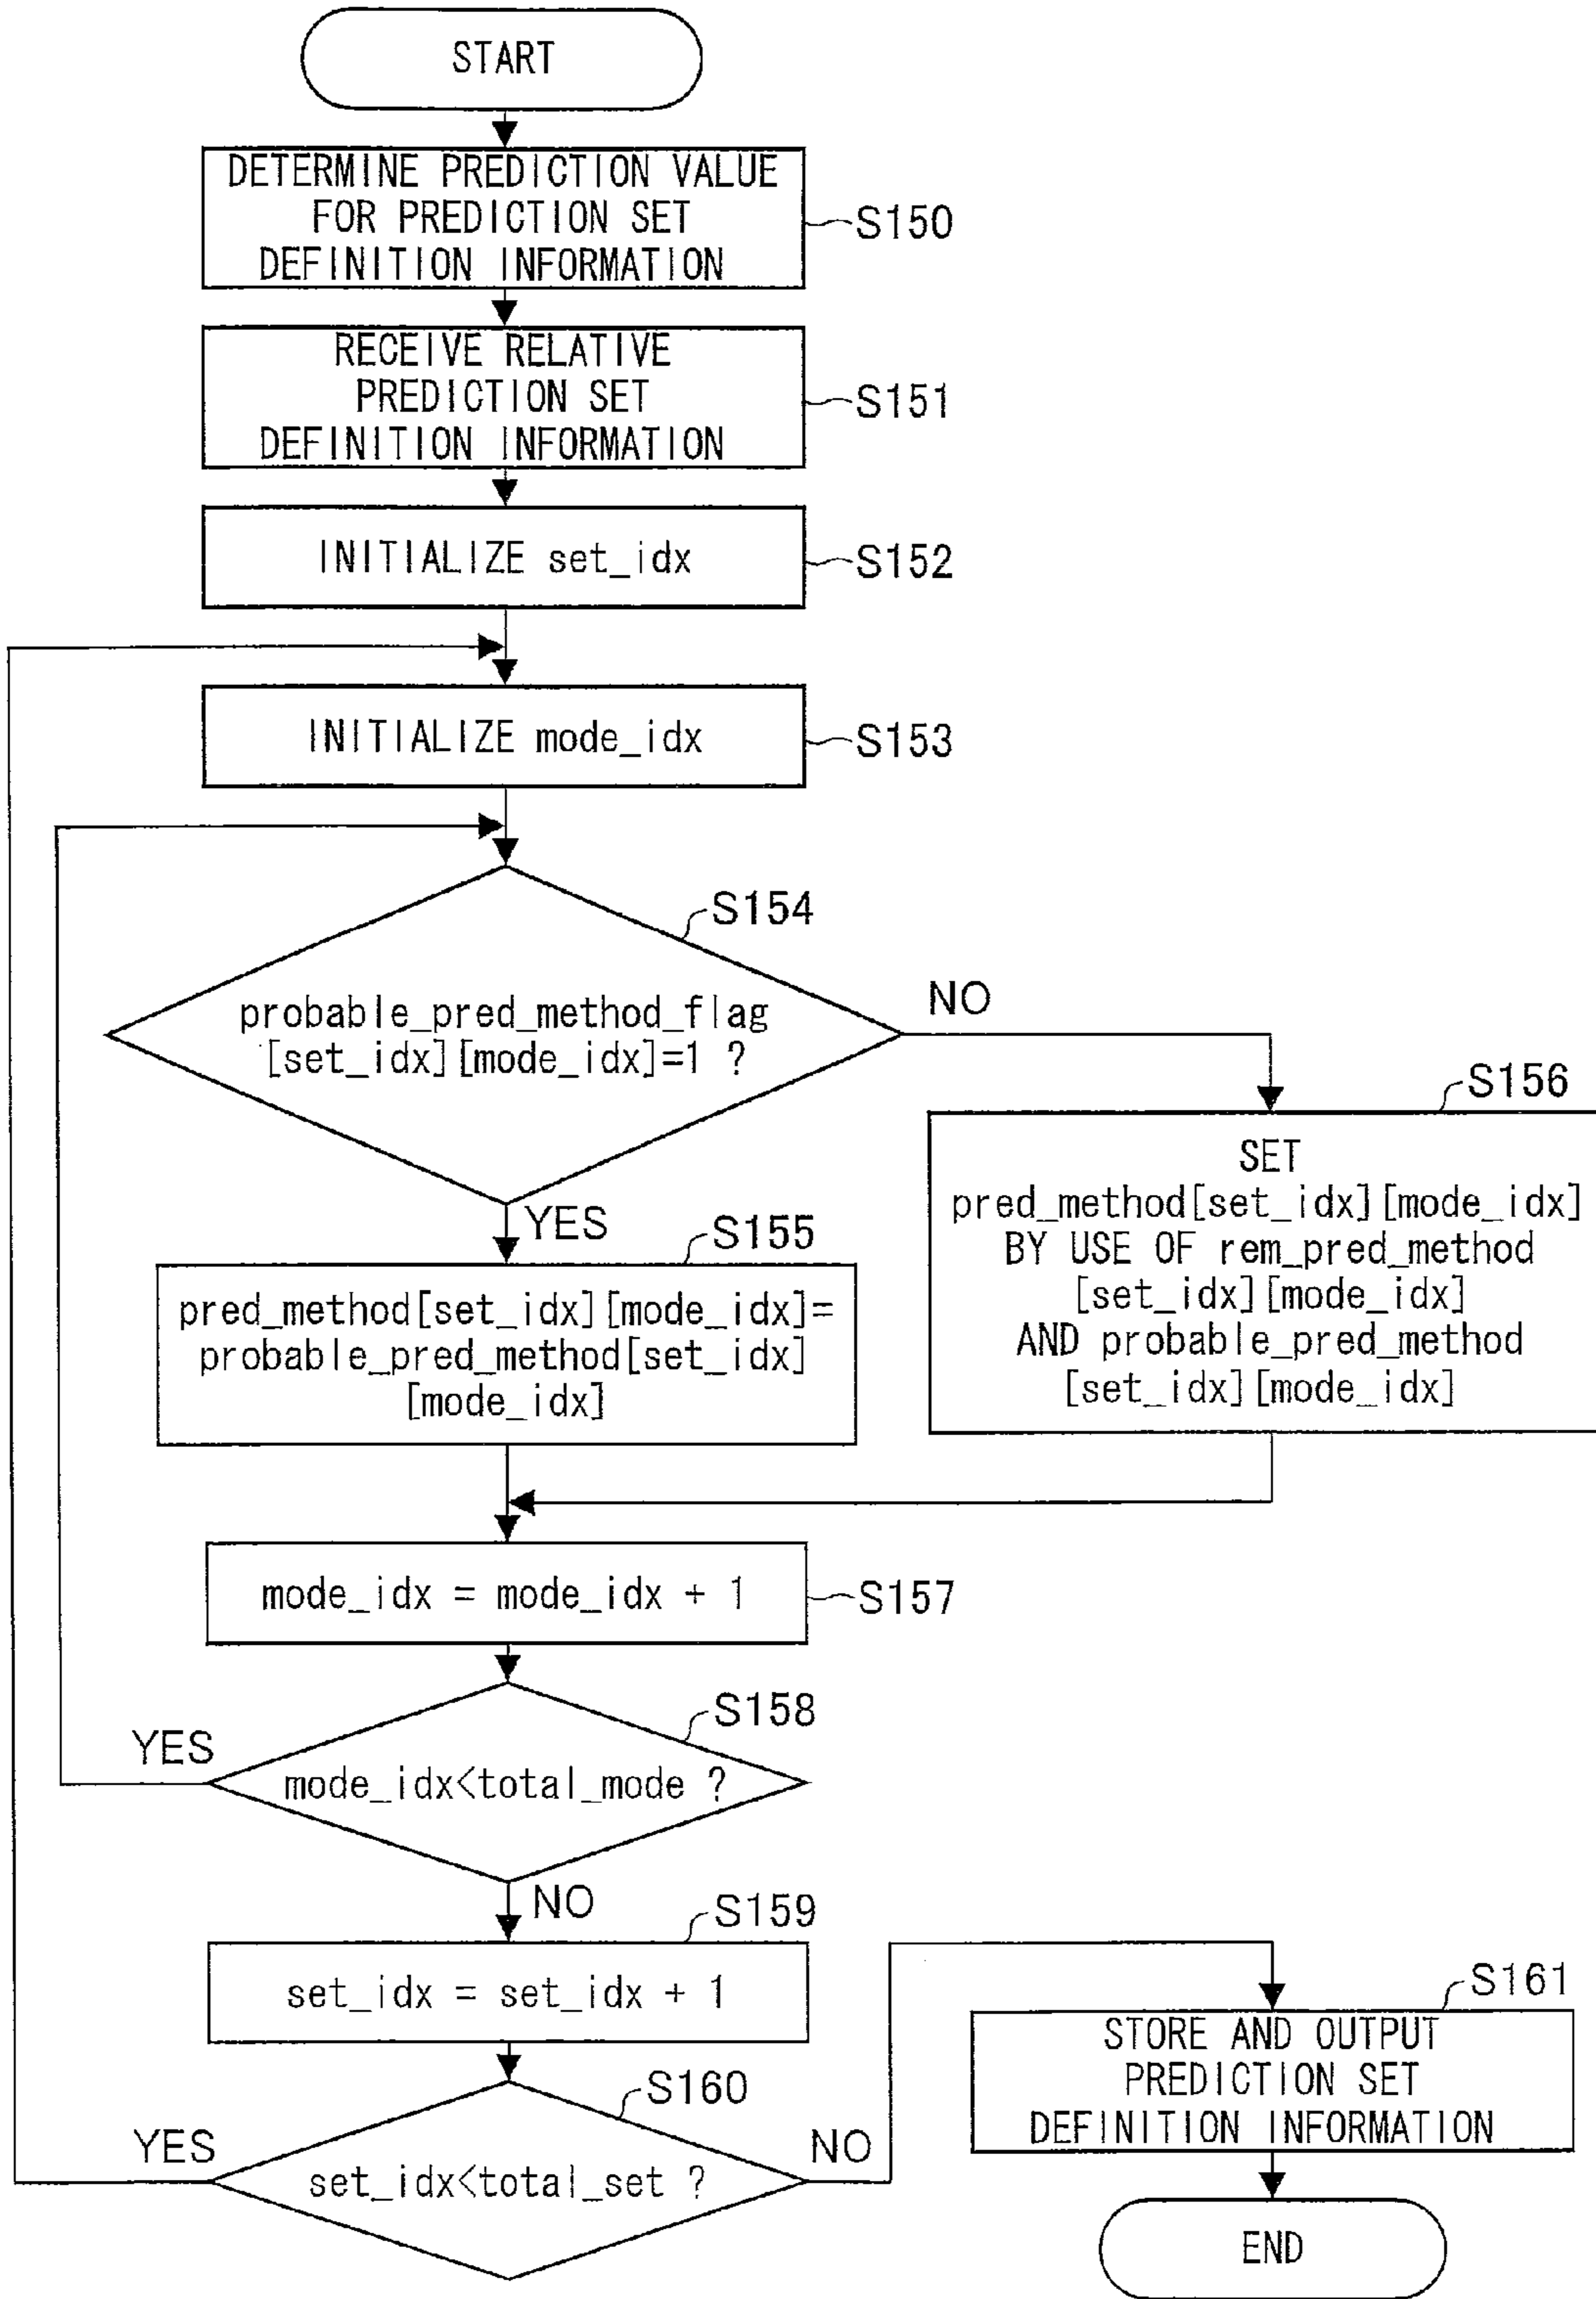 START
DETERMINE PREDICTION VALUE
FOR PREDICTION SET
DEFINITION INFORMATION
S150
RECEIVE RELATIVE
PREDICTION SET
DEFINITION INFORMATION
S151
INITIALIZE set_idx
S152
INITIALIZE mode_idx
S153
S154
probable_pred_method_flag
[set_idx][mode_idx]=1 ?
NO
YES
S156
SET
pred_method[set_idx][mode_idx]
BY USE OF rem_pred_method
[set_idx][mode_idx]
AND probable_pred_method
[set_idx][mode_idx]
S155
pred_method[set_idx][mode_idx]=
probable_pred_method[set_idx]
[mode_idx]
mode_idx = mode_idx + 1
S157
S158
YES
mode_idx<total_mode ?
NO
S159
set_idx = set_idx + 1
S160
YES
set_idx<total_set ?
NO
S161
STORE AND OUTPUT
PREDICTION SET
DEFINITION INFORMATION
END